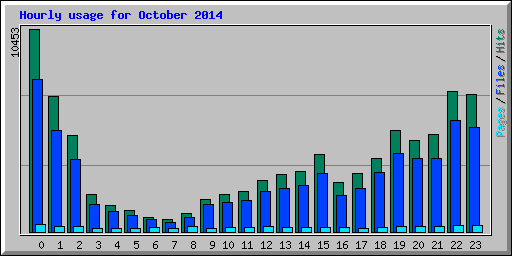 Hourly usage for October 2014
10453
Pages/Files/Hits
0 1 2 3 4 5 6 7 8 9 10 11 12 13 14 15 16 17 18 19 20 21 22 23